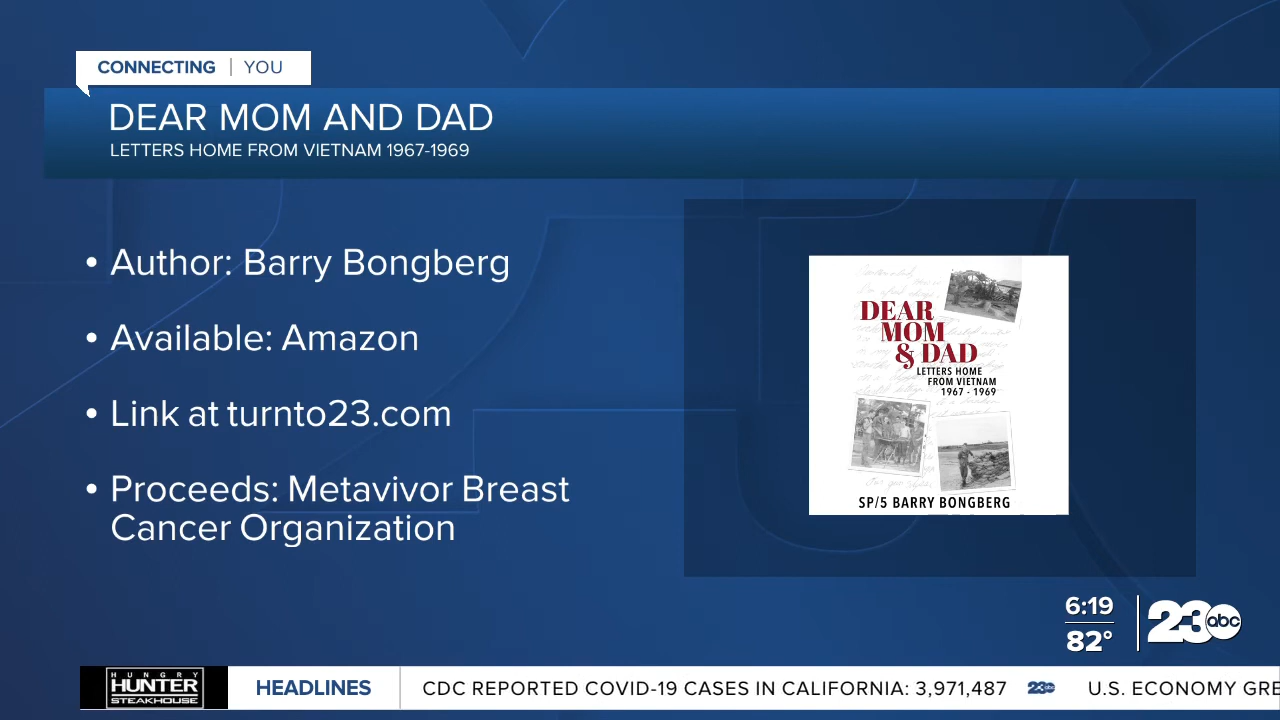 CONNECTING | YOU
DEAR MOM AND DAD
LETTERS HOME FROM VIETNAM 1967-1969
• Author: Barry Bongberg
• Available: Amazon
• Link at turnto23.com
• Proceeds: Metavivor Breast
Cancer Organization
DEAR
MOM
& DAD
LETTERS HOME
FROM VIETNAM
1967 - 1969
SP/5 BARRY BONGBERG
6:19
82°
23 abc
HUNGRY
HUNTER
STEAKHOUSE
HEADLINES
CDC REPORTED COVID-19 CASES IN CALIFORNIA: 3,971,487 23abc U.S. ECONOMY GRE